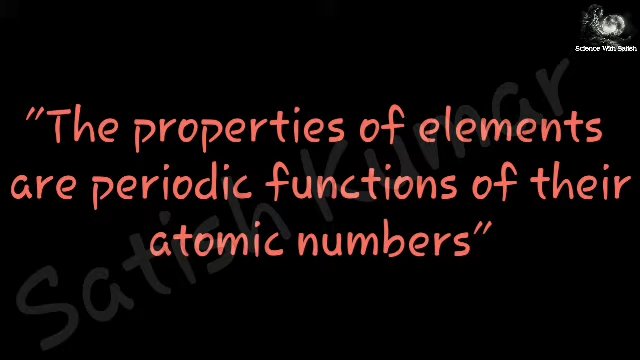 Science With Satish
"The properties of elements
are periodic functions of their
atomic numbers"
Satish Kumar